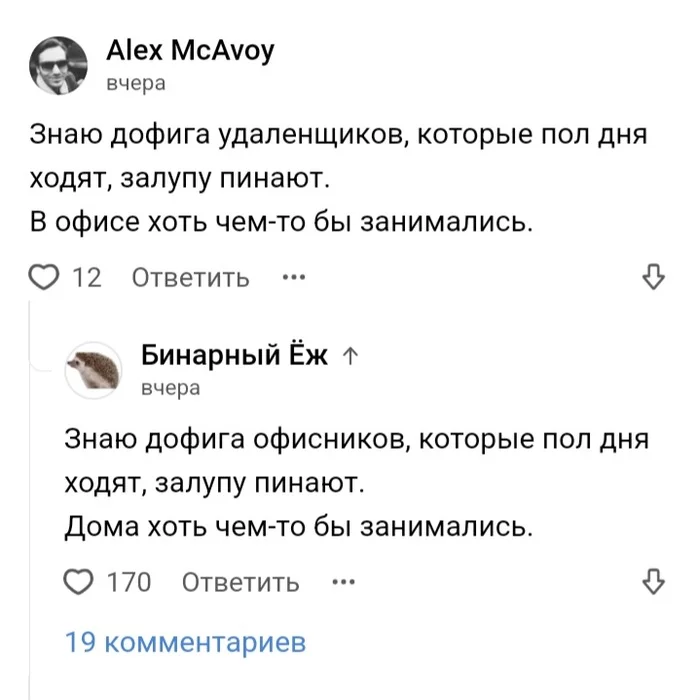 Alex McAvoy
вчера
Знаю дофига удаленщиков, которые пол дня
ходят, залупу пинают.
В офисе хоть чем-то бы занимались.
12 Ответить
Бинарный Ёж
вчера
Знаю дофига офисников, которые пол дня
ходят, залупу пинают.
Дома хоть чем-то бы занимались.
170 Ответить
19 комментариев